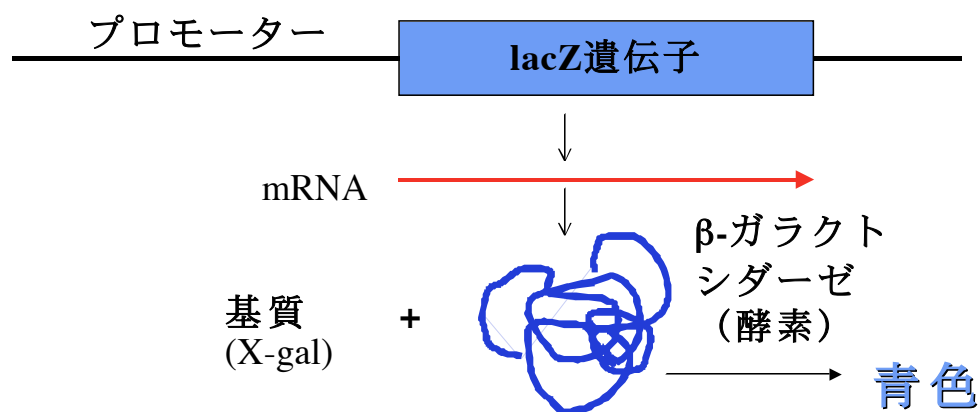 プロモーター
lacZ遺伝子
mRNA
β-ガラクト
シダーゼ
（酵素）
基質
(X-gal)
+
青色